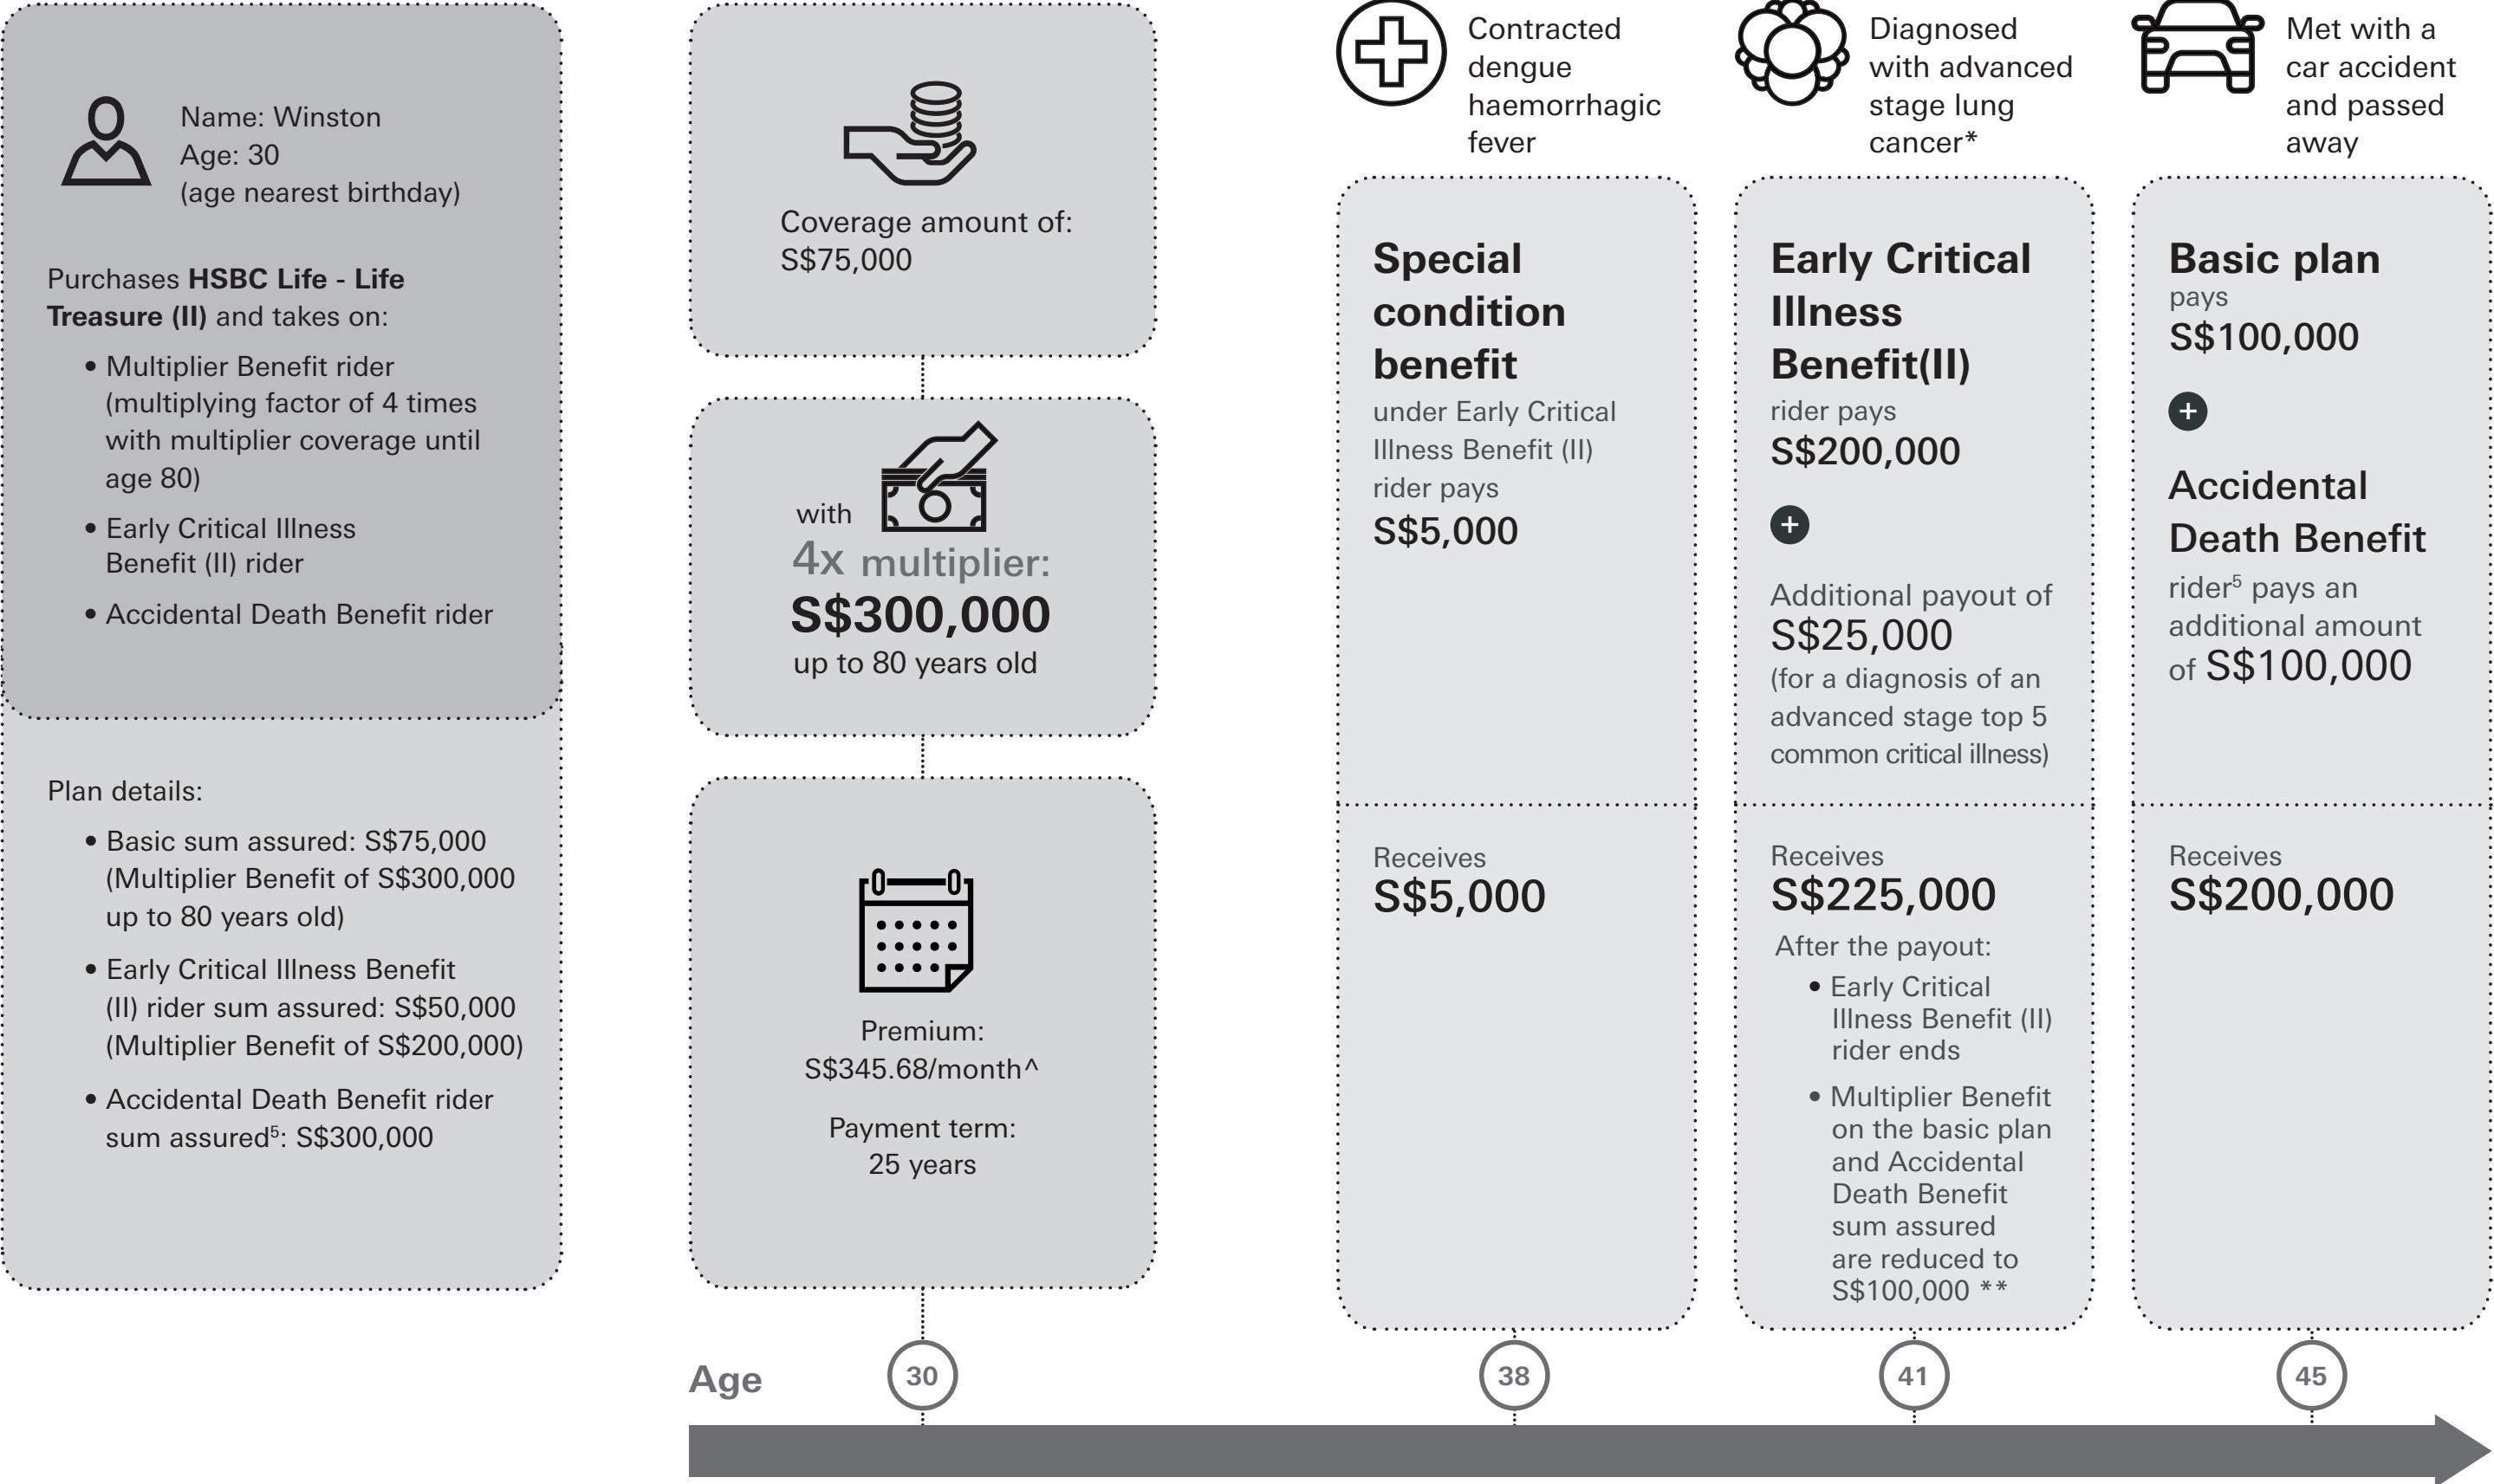 Name: Winston
Age: 30
(age nearest birthday)
Purchases HSBC Life - Life
Treasure (II) and takes on:
• Multiplier Benefit rider
(multiplying factor of 4 times
with multiplier coverage until
age 80)
• Early Critical Illness
Benefit (II) rider
• Accidental Death Benefit rider
Plan details:
• Basic sum assured: S$75,000
(Multiplier Benefit of S$300,000
up to 80 years old)
• Early Critical Illness Benefit
(II) rider sum assured: S$50,000
(Multiplier Benefit of S$200,000)
• Accidental Death Benefit rider
sum assured⁵: S$300,000
Coverage amount of:
S$75,000
with
4x multiplier:
S$300,000
up to 80 years old
Premium:
S$345.68/month^
Payment term:
25 years
Contracted
dengue
haemorrhagic
fever
Special
condition
benefit
under Early Critical
Illness Benefit (II)
rider pays
S$5,000
Receives
S$5,000
Diagnosed
with advanced
stage lung
cancer*
Early Critical
Illness
Benefit(II)
rider pays
S$200,000
+
Additional payout of
S$25,000
(for a diagnosis of an
advanced stage top 5
common critical illness)
Receives
S$225,000
After the payout:
• Early Critical
Illness Benefit (II)
rider ends
• Multiplier Benefit
on the basic plan
and Accidental
Death Benefit
sum assured
are reduced to
S$100,000 **
Met with a
car accident
and passed
away
Basic plan
pays
S$100,000
+
Accidental
Death Benefit
rider⁵ pays an
additional amount
of S$100,000
Receives
S$200,000
Age
30
38
41
45